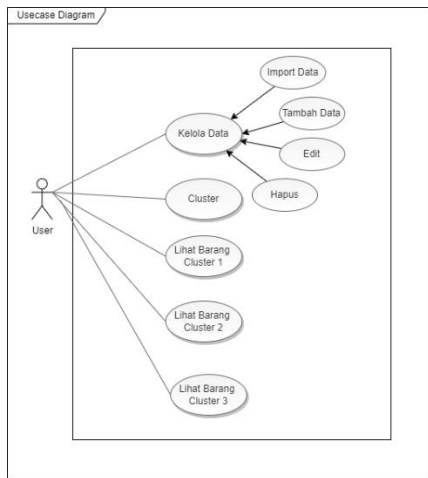 Usecase Diagram
Import Data
Kelola Data
Tambah Data
Edit
Hapus
Cluster
User
Lihat Barang
Cluster 1
Lihat Barang
Cluster 2
Lihat Barang
Cluster 3